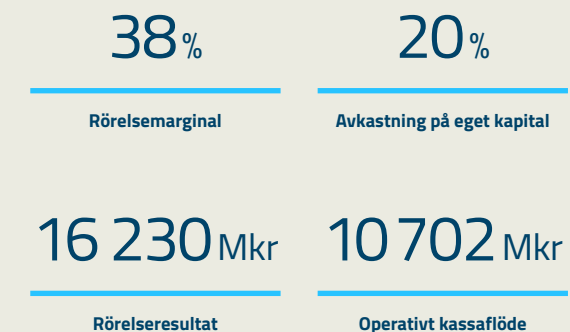 38 %
20 %
Rörelsemarginal
Avkastning på eget kapital
16 230 Mkr
10 702 Mkr
Rörelseresultat
Operativt kassaflöde